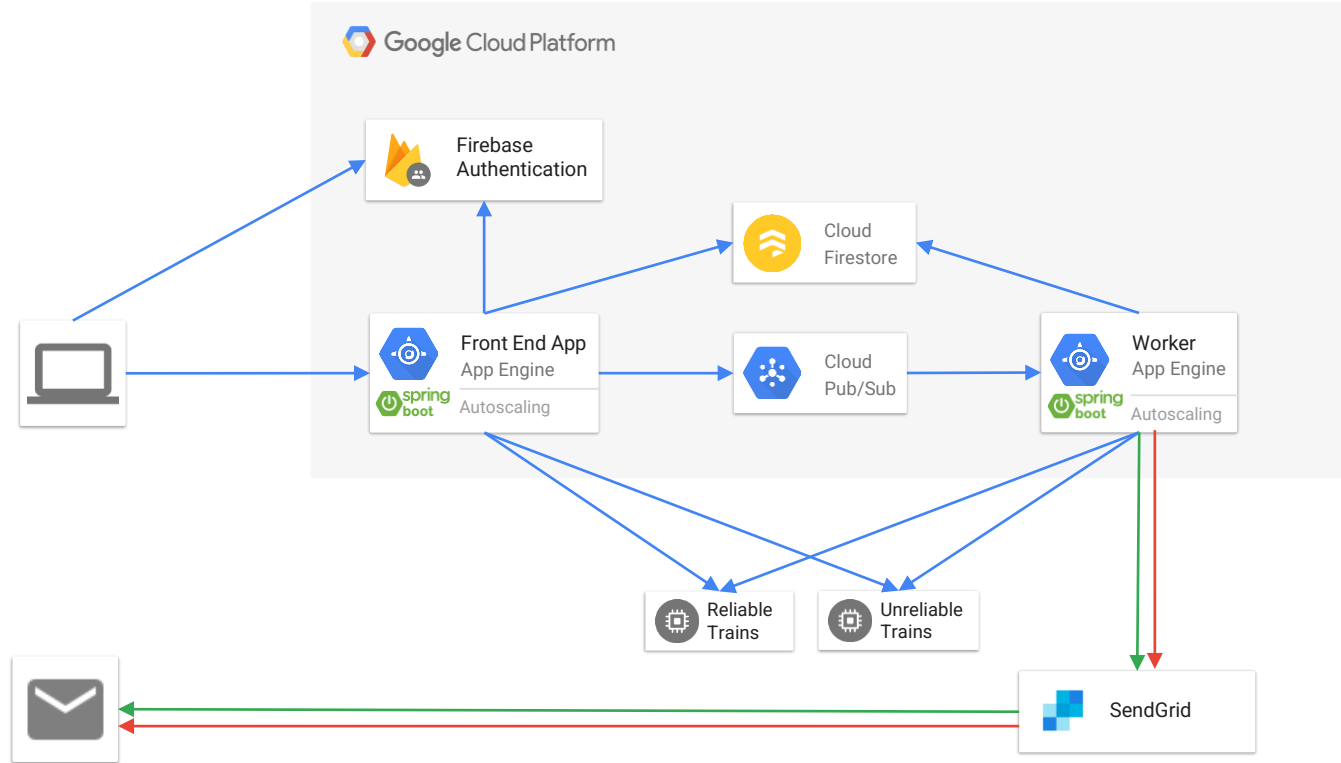 Google Cloud Platform
Firebase
Authentication
Cloud
Firestore
Front End App
App Engine
spring
boot
Autoscaling
Cloud
Pub/Sub
Worker
App Engine
spring
boot
Autoscaling
Reliable
Trains
Unreliable
Trains
SendGrid